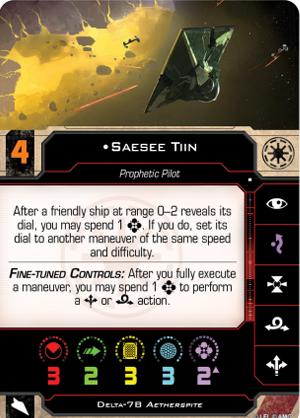 4
• Saesee Tiin
Prophetic Pilot
After a friendly ship at range 0–2 reveals its
dial, you may spend 1 . If you do, set its
dial to another maneuver of the same speed
and difficulty.
Fine-tuned Controls: After you fully execute
a maneuver, you may spend 1 to perform
a or action.
3 2 3 3 2
Delta-7B Aethersprite